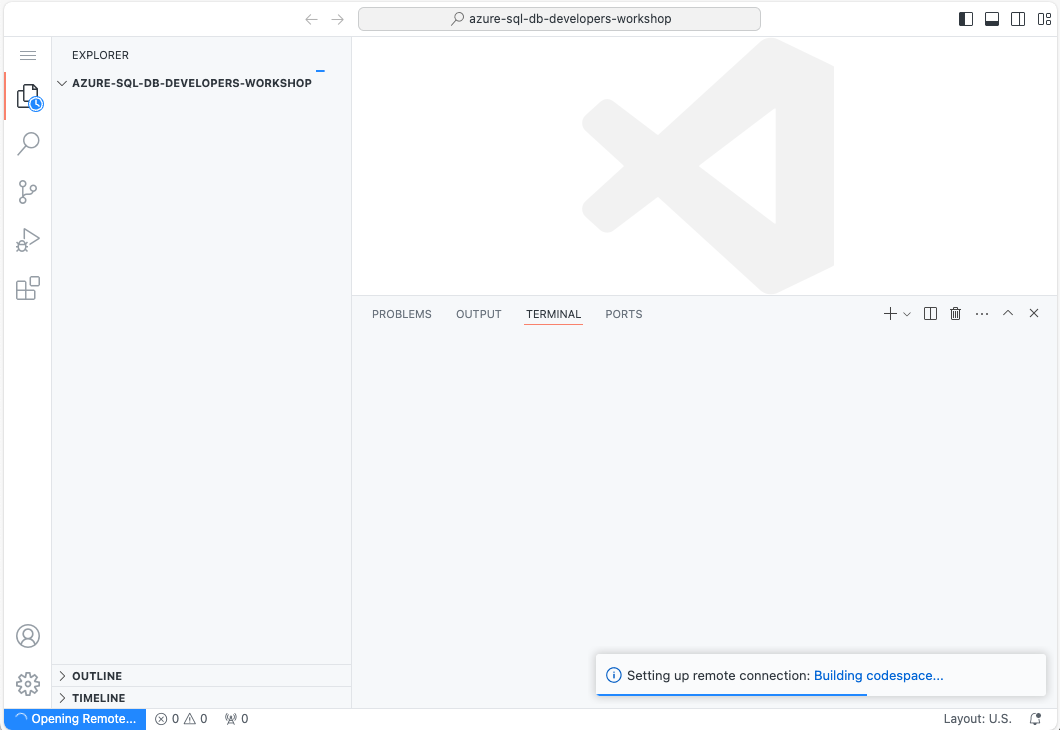 azure-sql-db-developers-workshop
EXPLORER
AZURE-SQL-DB-DEVELOPERS-WORKSHOP
PROBLEMS OUTPUT TERMINAL PORTS
Setting up remote connection: Building codespace...
OUTLINE
TIMELINE
Opening Remote... 0 0 0 Layout: U.S.